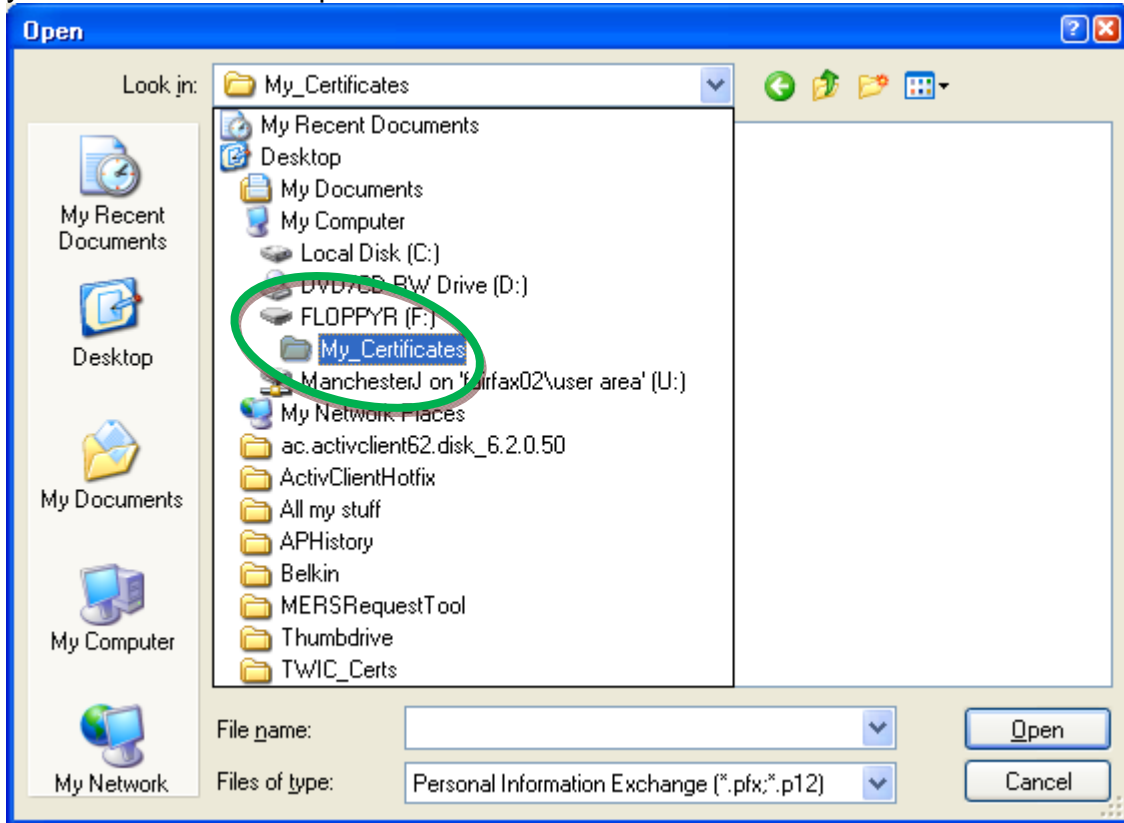 Open
Look in: My_Certificates
My Recent Documents
Desktop
My Documents
My Computer
Local Disk (C:)
DVD/CD-RW Drive (D:)
FLOPPYR (F:)
My_Certificates
ManchesterJ on 'fairfax02\user area' (U:)
My Network Places
ac.activclient62.disk_6.2.0.50
ActivClientHotfix
All my stuff
APHistory
Belkin
MERSRequestTool
Thumbdrive
TWIC_Certs
My Recent
Documents
Desktop
My Documents
My Computer
My Network
File name:
Open
Files of type: Personal Information Exchange (*.pfx;*.p12)
Cancel